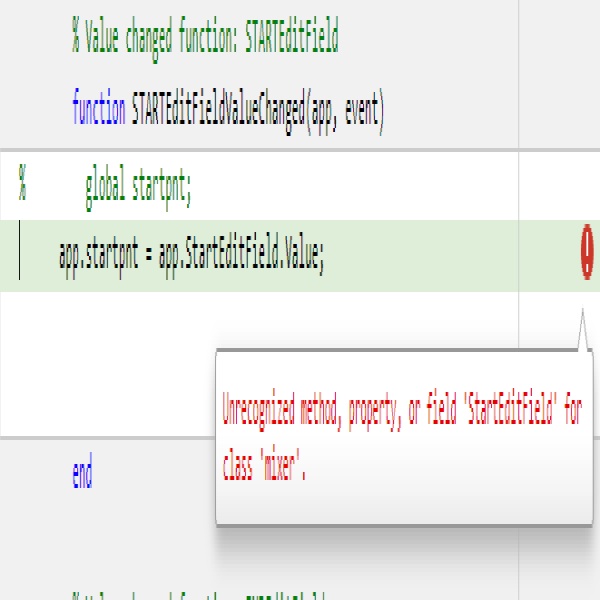 % Value changed function: STARTEditField
function STARTEditFieldValueChanged(app, event)
% global startpnt;
app.startpnt = app.StartEditField.Value;
Unrecognized method, property, or field 'StartEditField' for
class 'mixer'.
end